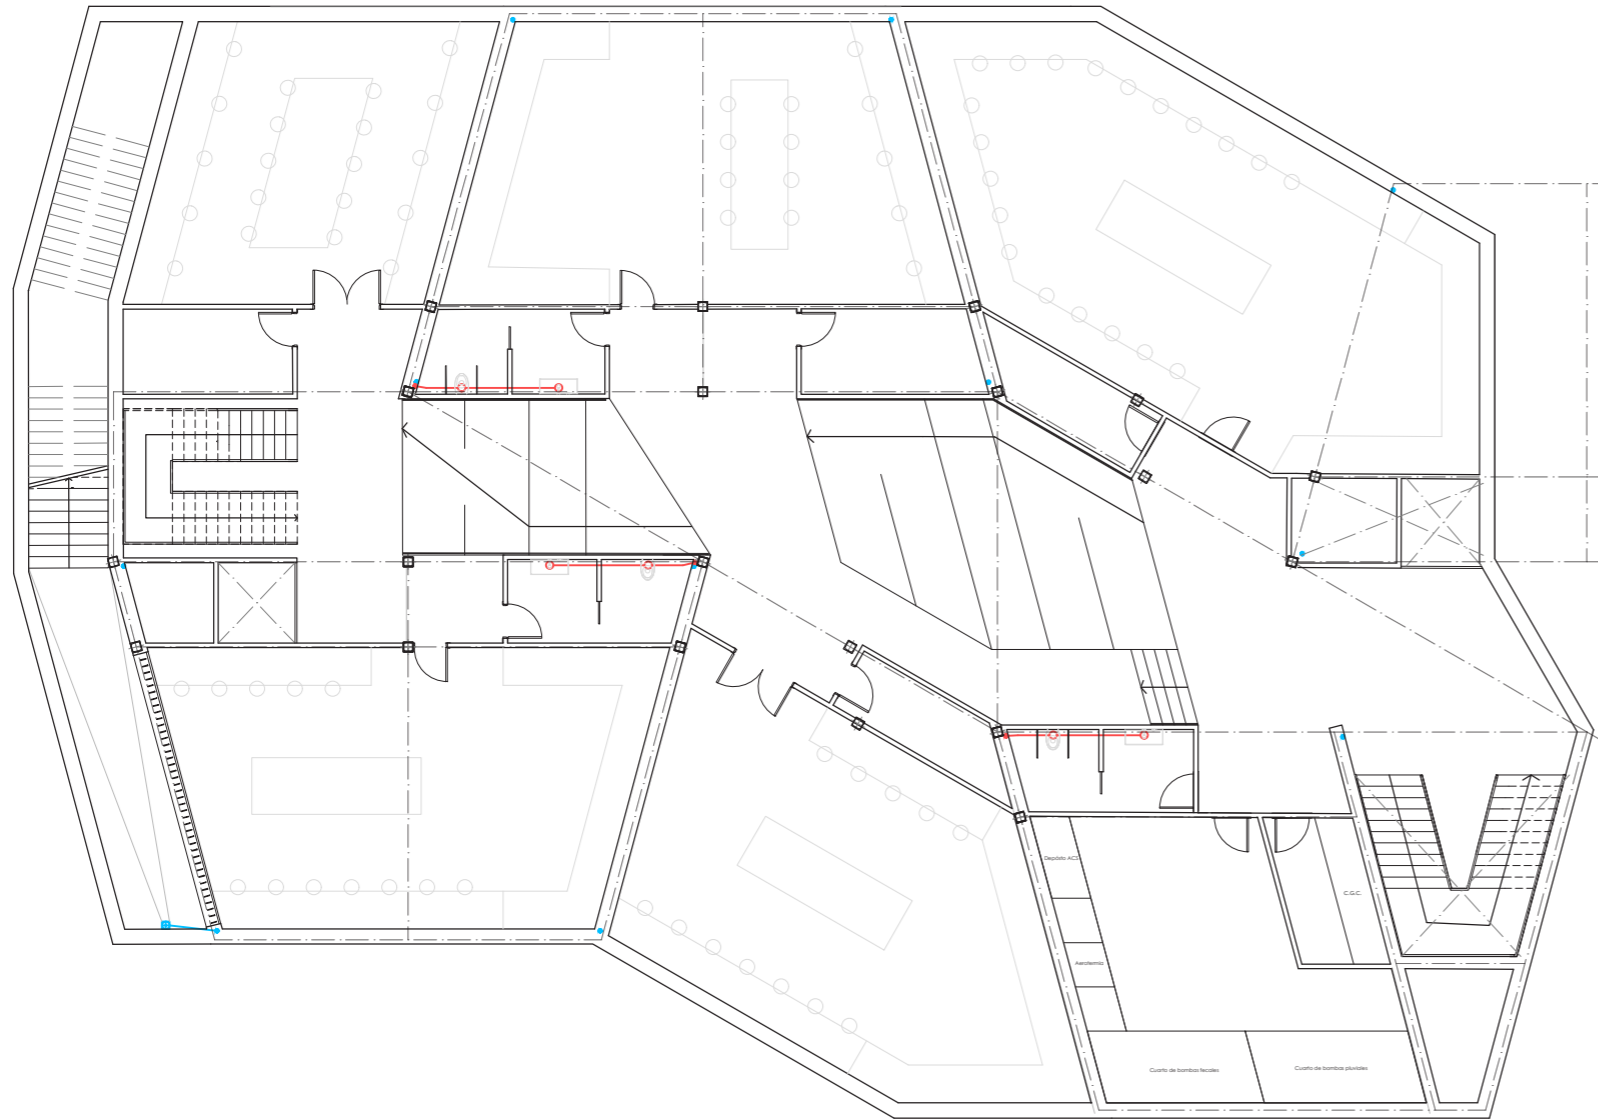 Depósito ACS
C.G.C.
Aerotermia
Cuarto de bombas fecales
Cuarto de bombas pluviales